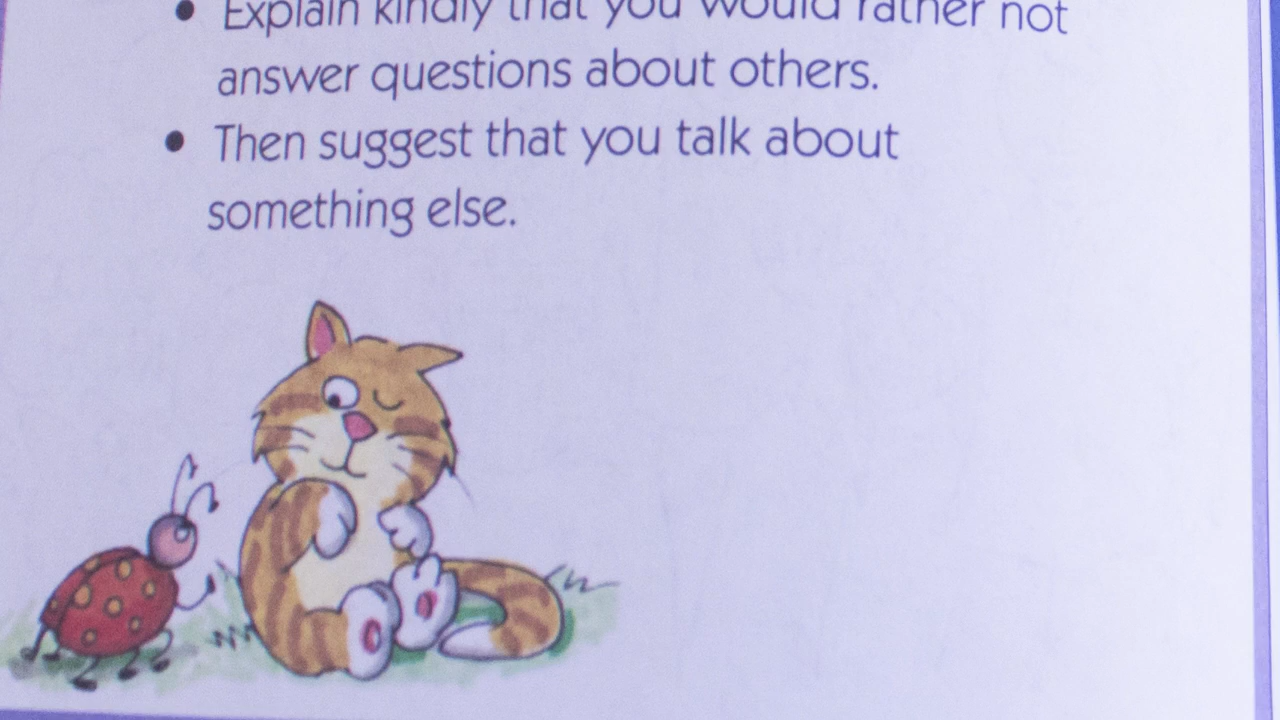 • Explain kindly that you would rather not
answer questions about others.
• Then suggest that you talk about
something else.